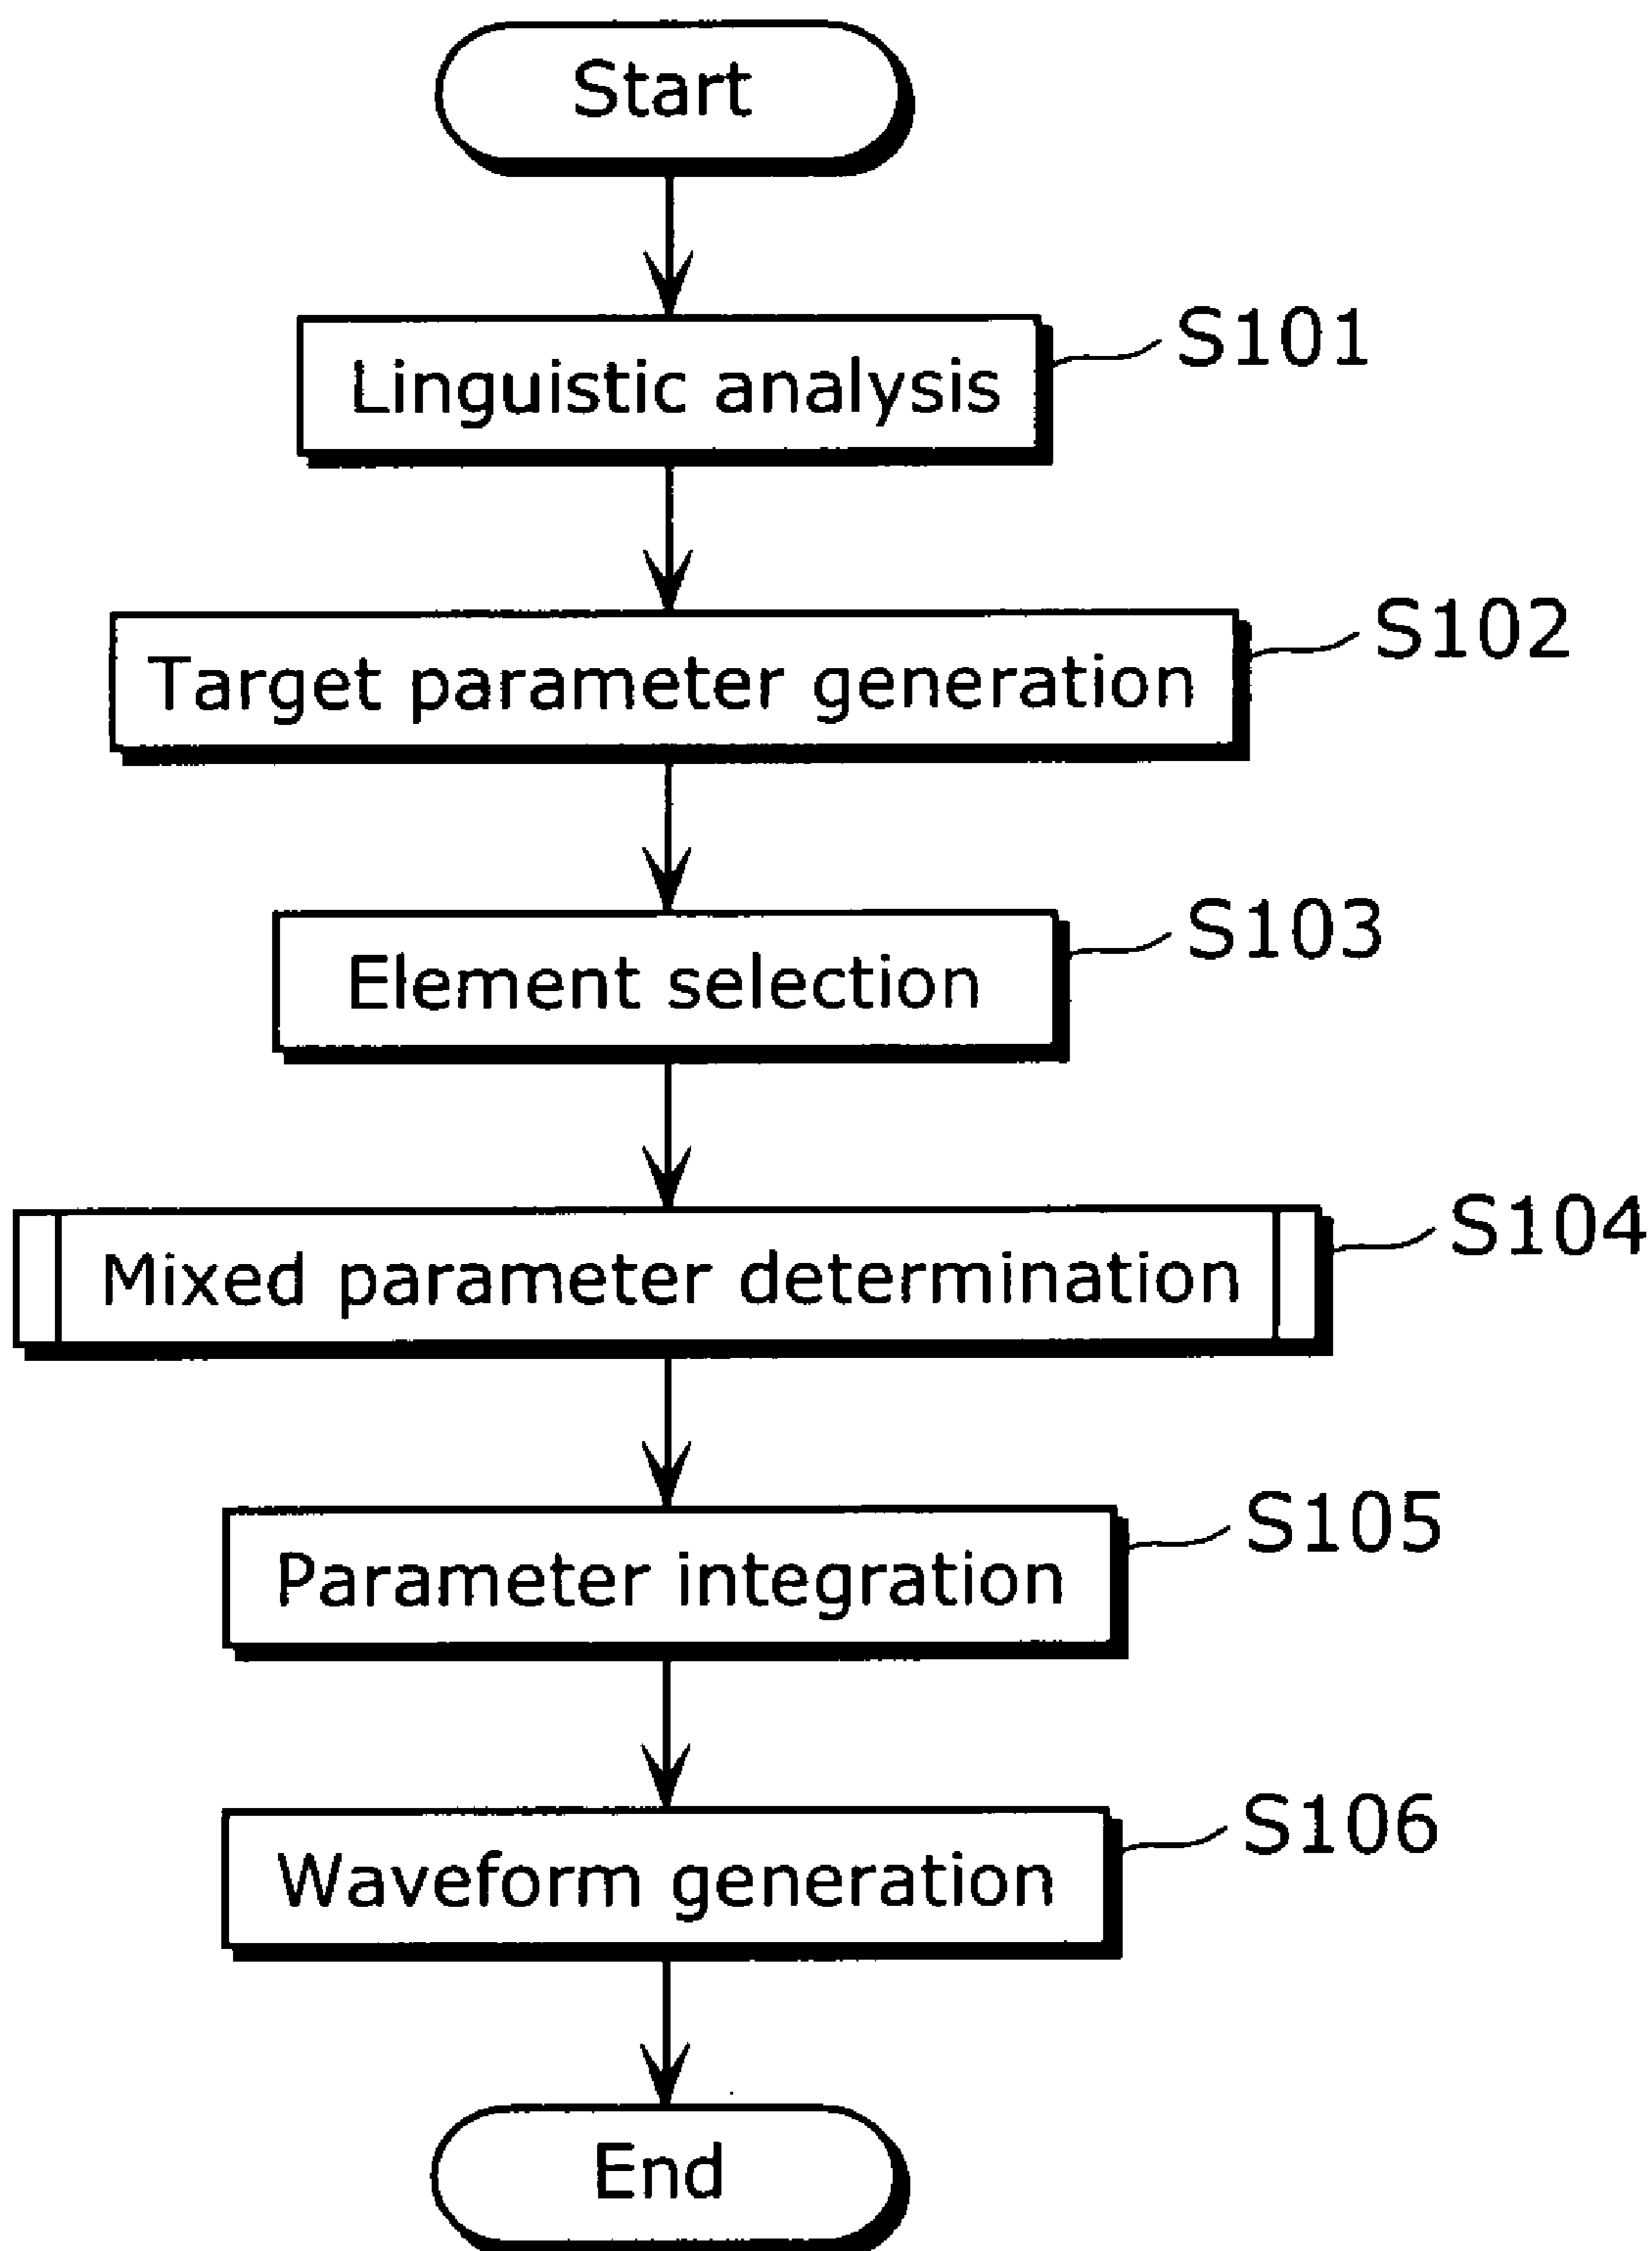 Start
Linguistic analysis
S101
Target parameter generation
S102
Element selection
S103
Mixed parameter determination
S104
Parameter integration
S105
Waveform generation
S106
End